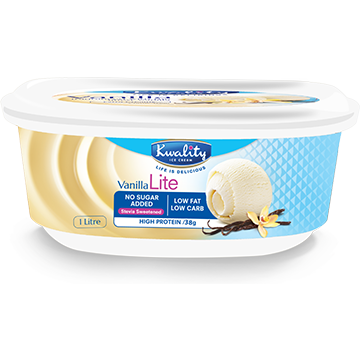 Kwality
ICE CREAM
LIFE IS DELICIOUS
Vanilla Lite
NO SUGAR
ADDED
Stevia Sweetened
LOW FAT
LOW CARB
HIGH PROTEIN /38g
1 Litre